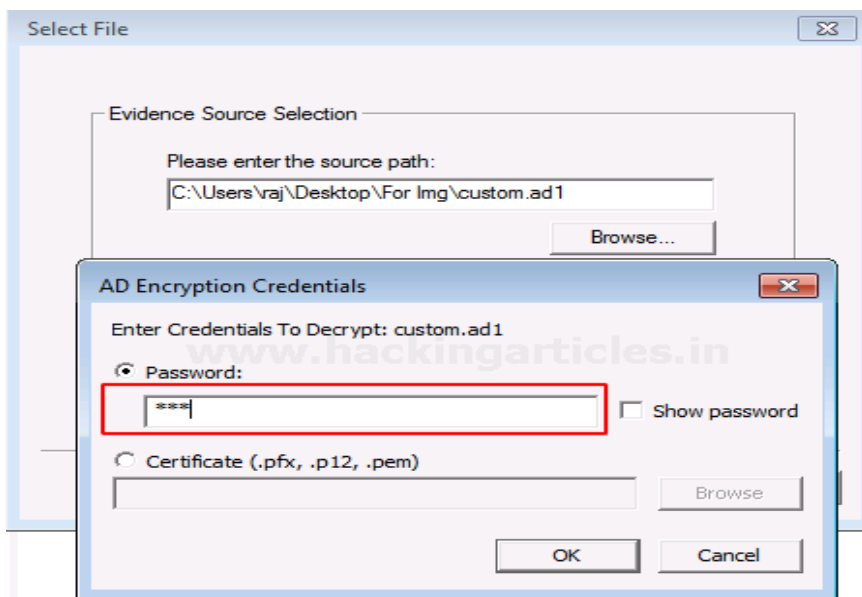 Select File
Evidence Source Selection
Please enter the source path:
C:\Users\raj\Desktop\For Img\custom.ad1
Browse...
AD Encryption Credentials
Enter Credentials To Decrypt: custom.ad1
www.hackingarticles.in
Password:
***
Show password
Certificate (.pfx, .p12, .pem)
Browse
OK
Cancel